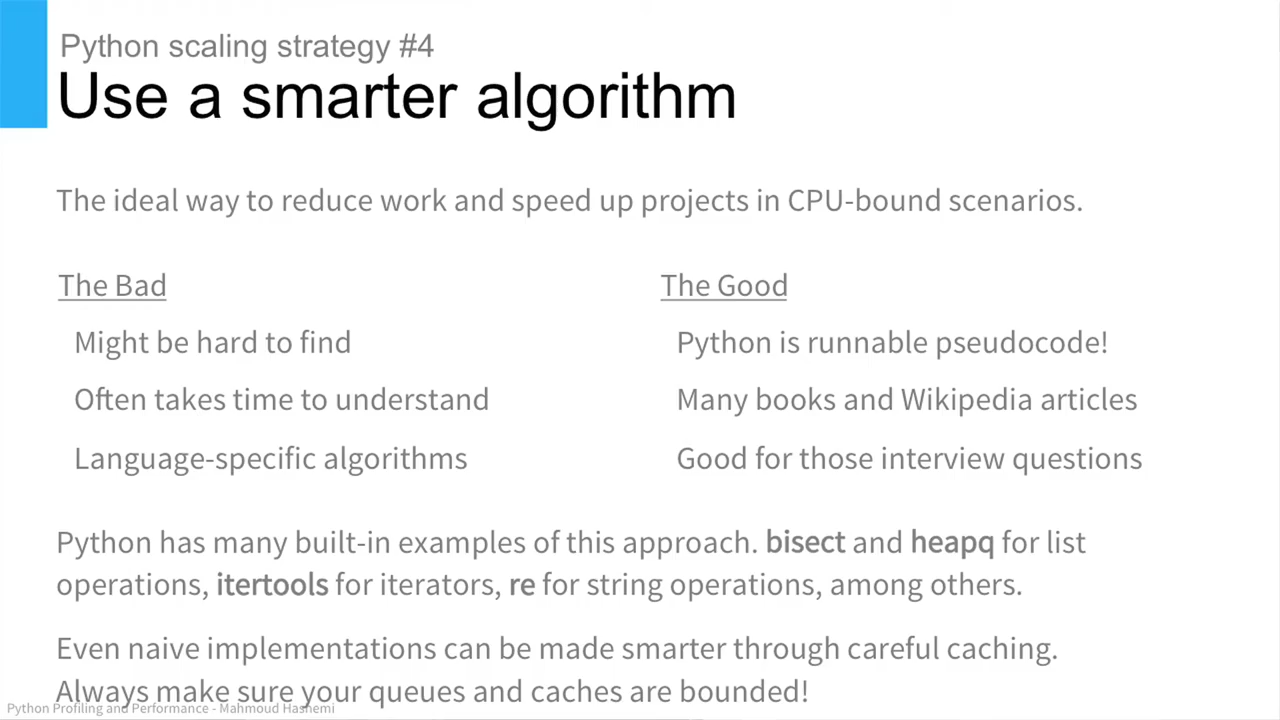 Python scaling strategy #4
Use a smarter algorithm
The ideal way to reduce work and speed up projects in CPU-bound scenarios.
The Bad
Might be hard to find
Often takes time to understand
Language-specific algorithms
The Good
Python is runnable pseudocode!
Many books and Wikipedia articles
Good for those interview questions
Python has many built-in examples of this approach. bisect and heapq for list
operations, itertools for iterators, re for string operations, among others.
Even naive implementations can be made smarter through careful caching.
Always make sure your queues and caches are bounded!
Python Profiling and Performance - Mahmoud Hashemi